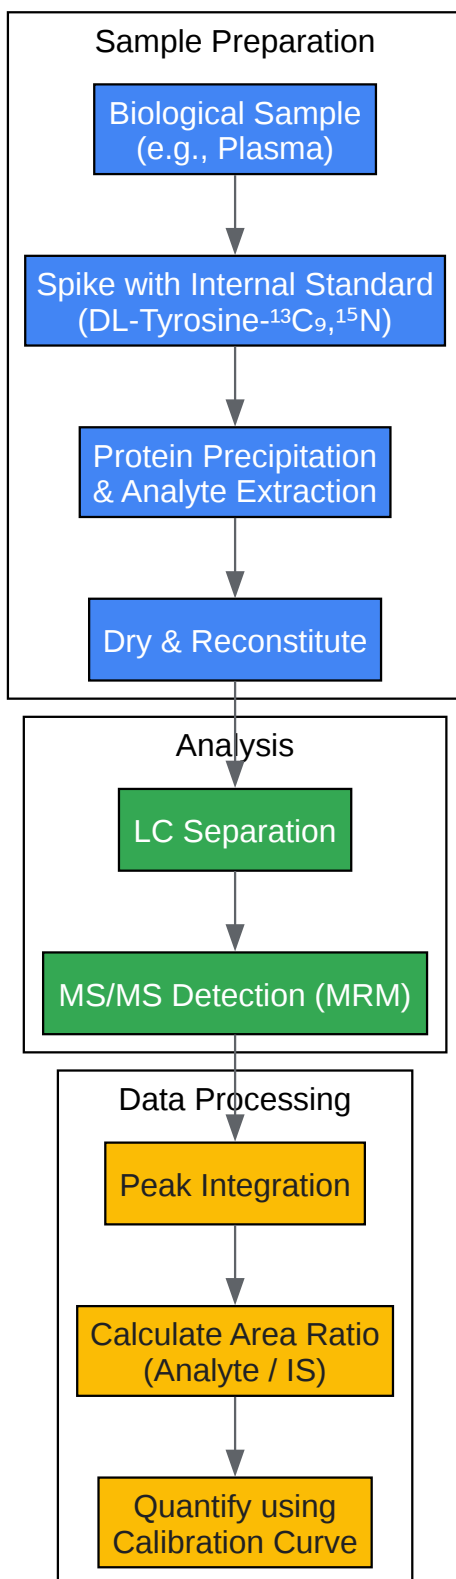 Sample Preparation
Biological Sample
(e.g., Plasma)
Spike with Internal Standard
(DL-Tyrosine-¹³C₉,¹⁵N)
Protein Precipitation
& Analyte Extraction
Dry & Reconstitute
Analysis
LC Separation
MS/MS Detection (MRM)
Data Processing
Peak Integration
Calculate Area Ratio
(Analyte / IS)
Quantify using
Calibration Curve